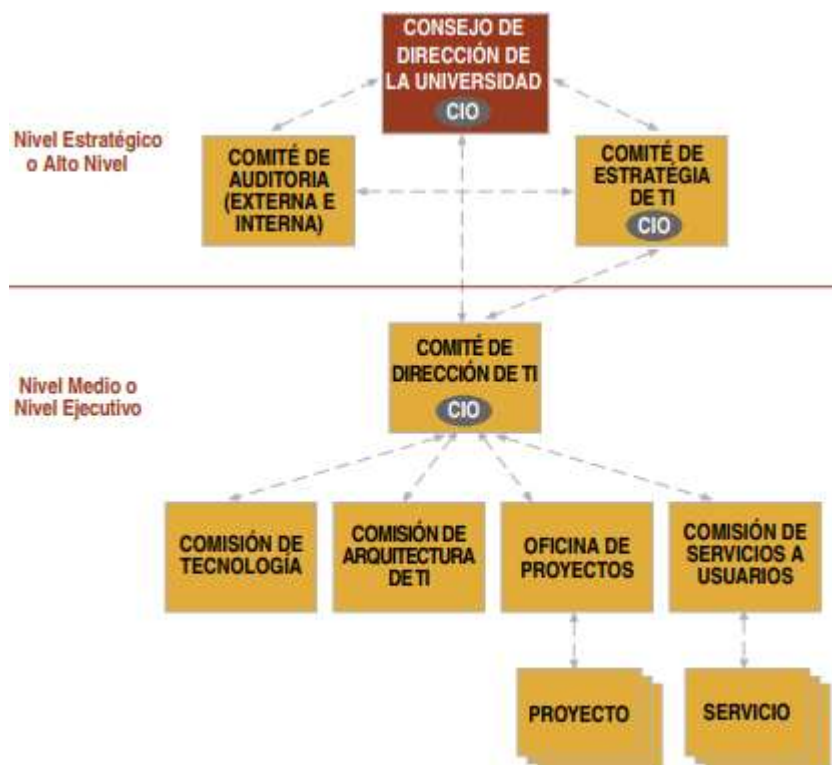 CONSEJO DE
DIRECCIÓN DE
LA UNIVERSIDAD
CIO
Nivel Estratégico
o Alto Nivel
COMITÉ DE
AUDITORIA
(EXTERNA E
INTERNA)
COMITÉ DE
ESTRATÉGIA
DE TI
CIO
Nivel Medio o
Nivel Ejecutivo
COMITÉ DE
DIRECCIÓN DE TI
CIO
COMISIÓN DE
TECNOLOGÍA
COMISIÓN DE
ARQUITECTURA
DE TI
OFICINA DE
PROYECTOS
COMISIÓN DE
SERVICIOS A
USUARIOS
PROYECTO
SERVICIO